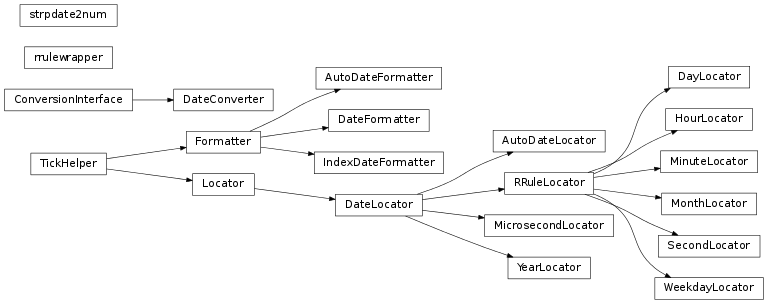 strpdate2num
rrulewrapper
ConversionInterface
DateConverter
TickHelper
Formatter
Locator
AutoDateFormatter
DateFormatter
IndexDateFormatter
DateLocator
AutoDateLocator
RRuleLocator
MicrosecondLocator
YearLocator
DayLocator
HourLocator
MinuteLocator
MonthLocator
SecondLocator
WeekdayLocator